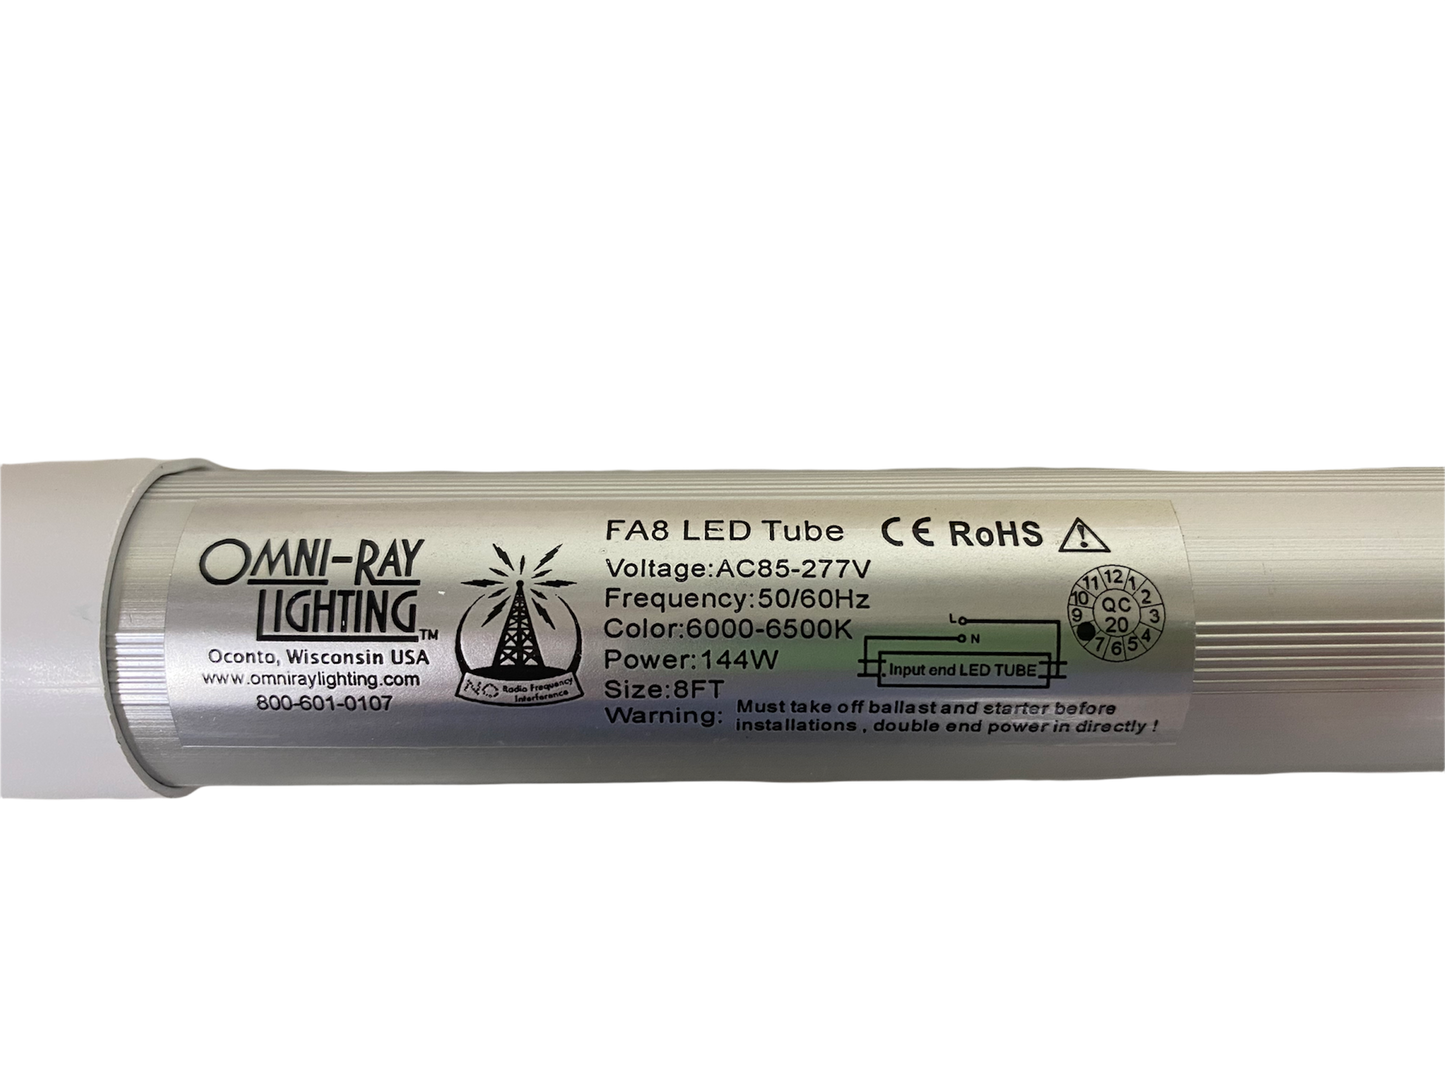 OMNI-RAY
LIGHTING™
Oconto, Wisconsin USA
www.omniraylighting.com
800-601-0107
NO Radio Frequency
Interference
FA8 LED Tube CE RoHS
Voltage:AC85-277V
Frequency:50/60Hz
Color:6000-6500K
Power:144W
Size:8FT
Warning: Must take off ballast and starter before
installations , double end power in directly !
L
N
Input end LED TUBE
11 12 1
10 2
9 QC 3
20 4
7 6 5